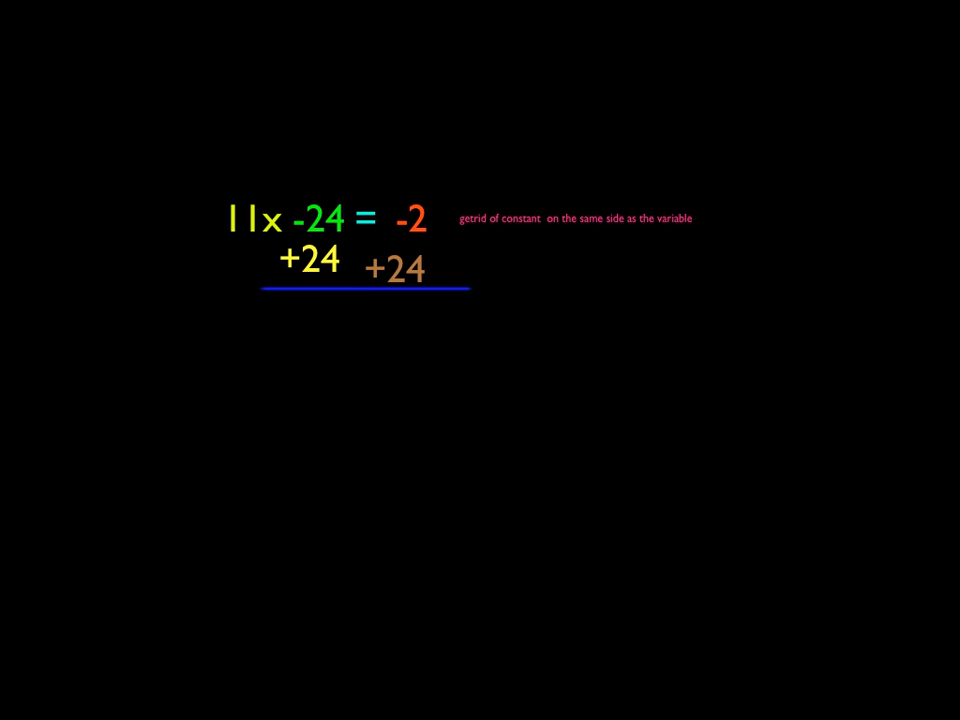 11x -24 = -2 getrid of constant on the same side as the variable
+24 +24